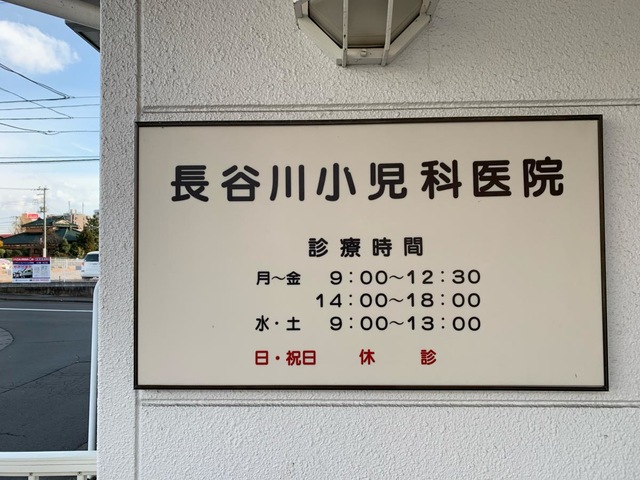 長谷川小児科医院
診療時間
月～金 9:00～12:30
14:00～18:00
水・土 9:00～13:00
日・祝日 休 診